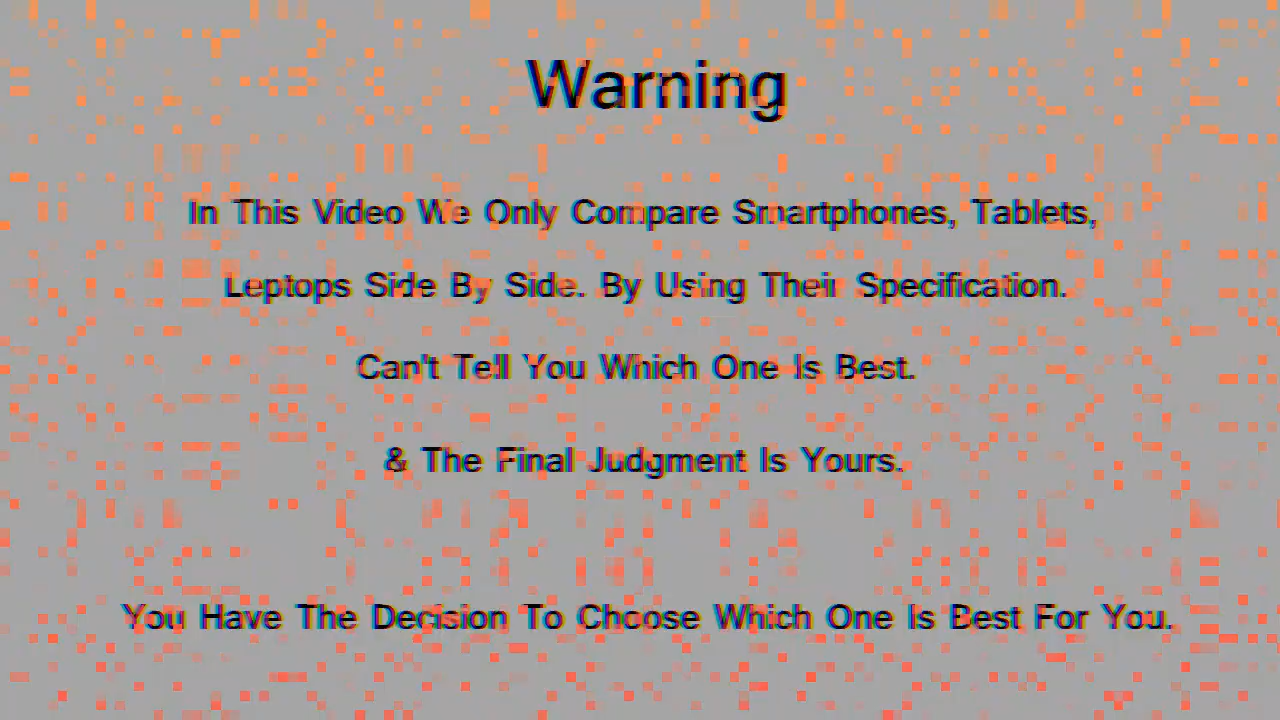 Warning
In This Video We Only Compare Smartphones, Tablets,
Leptops Side By Side. By Using Their Specification.
Can't Tell You Which One Is Best.
& The Final Judgment Is Yours.
You Have The Decision To Choose Which One Is Best For You.